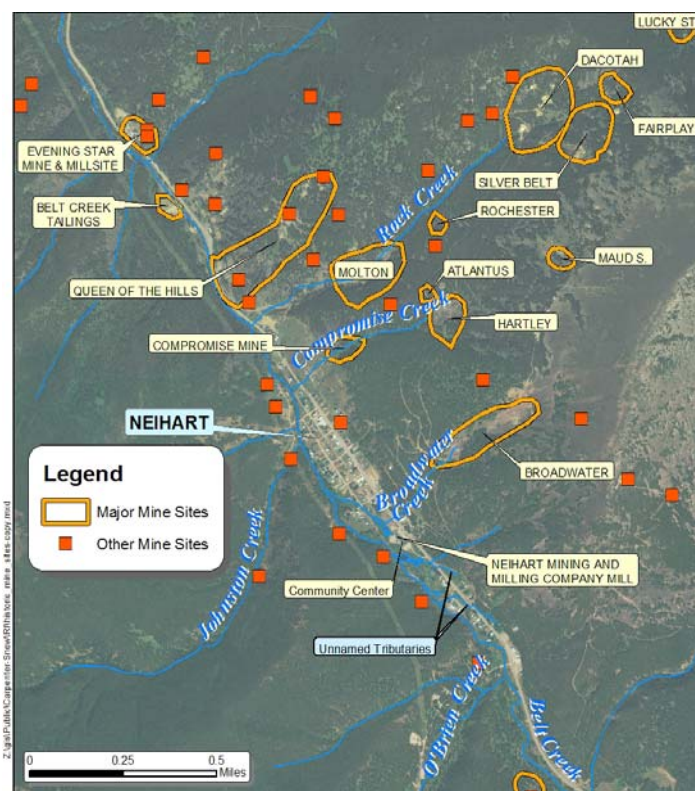 LUCKY ST
DACOTAH
FAIRPLAY
EVENING STAR
MINE & MILLSITE
SILVER BELT
BELT CREEK
TAILINGS
Rock Creek
ROCHESTER
MOLTON
ATLANTUS
MAUD S.
QUEEN OF THE HILLS
Compromise Creek
HARTLEY
COMPROMISE MINE
NEIHART
Broadwater
Creek
BROADWATER
Legend
Major Mine Sites
Other Mine Sites
NEIHART MINING AND
MILLING COMPANY MILL
Community Center
Johnston Creek
Unnamed Tributaries
O'Brien Creek
Belt Creek
0 0.25 0.5
Miles